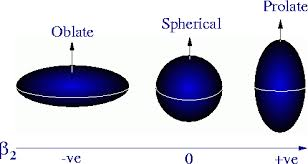 Oblate
Spherical
Prolate
β2
-ve
0
+ve